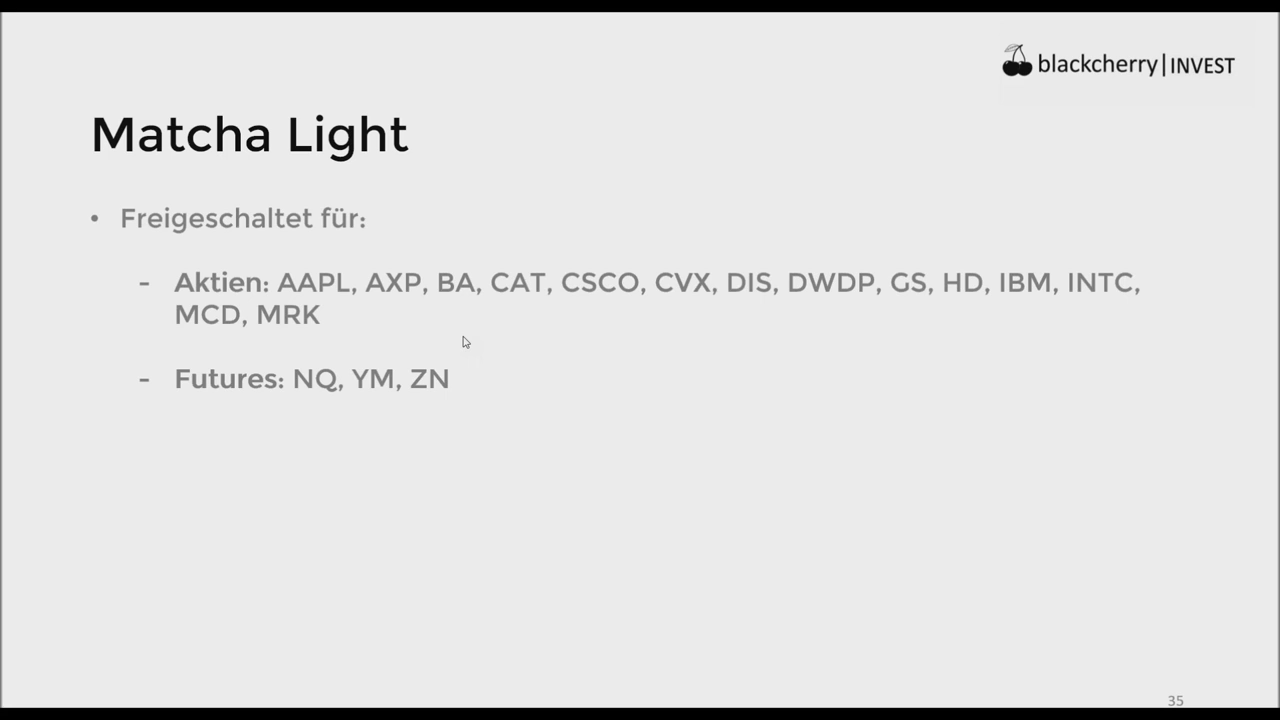 blackcherry|INVEST
Matcha Light
• Freigeschaltet für:
- Aktien: AAPL, AXP, BA, CAT, CSCO, CVX, DIS, DWDP, GS, HD, IBM, INTC,
MCD, MRK
- Futures: NQ, YM, ZN
35